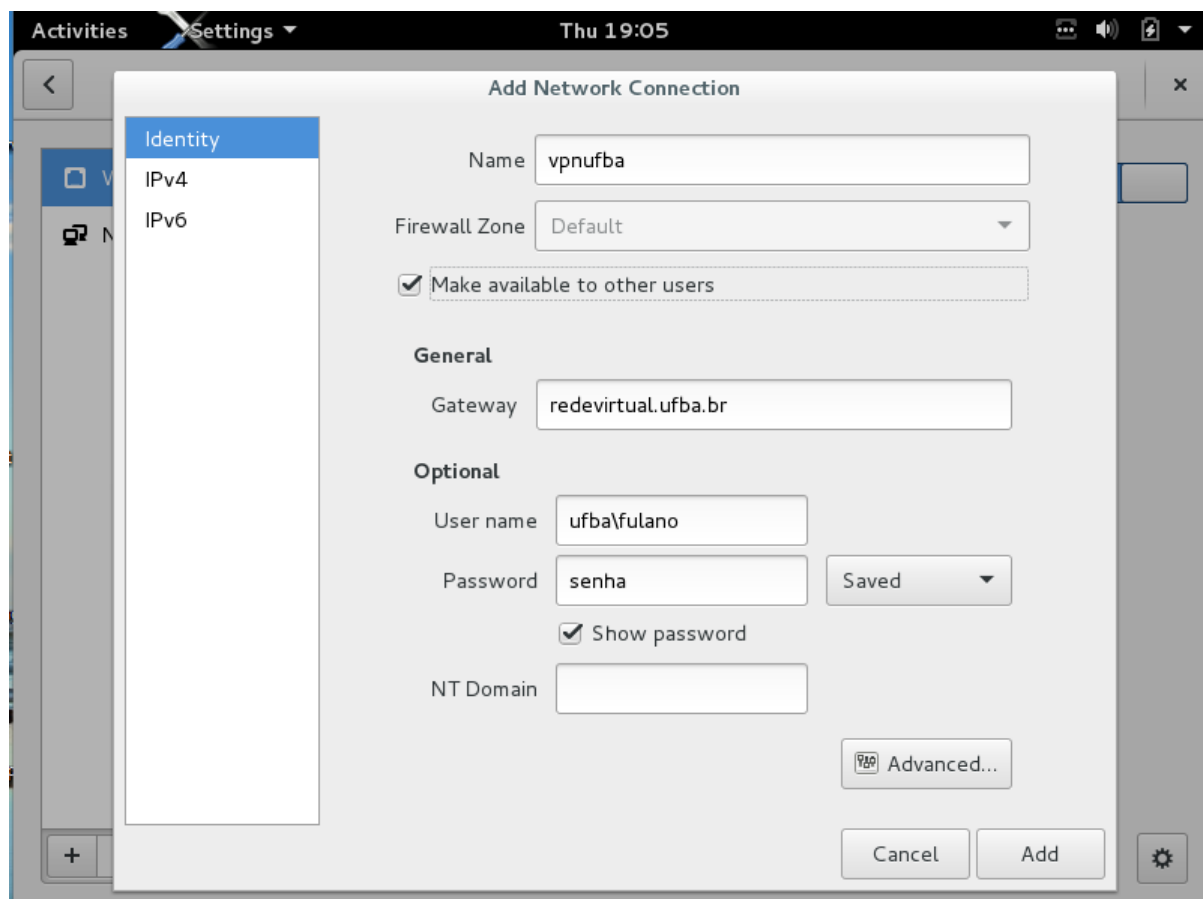 Activities Settings Thu 19:05
Add Network Connection
Identity
IPv4
IPv6
Name vpnufba
Firewall Zone Default
Make available to other users
General
Gateway redevirtual.ufba.br
Optional
User name ufba\fulano
Password senha Saved
Show password
NT Domain
Advanced...
Cancel Add